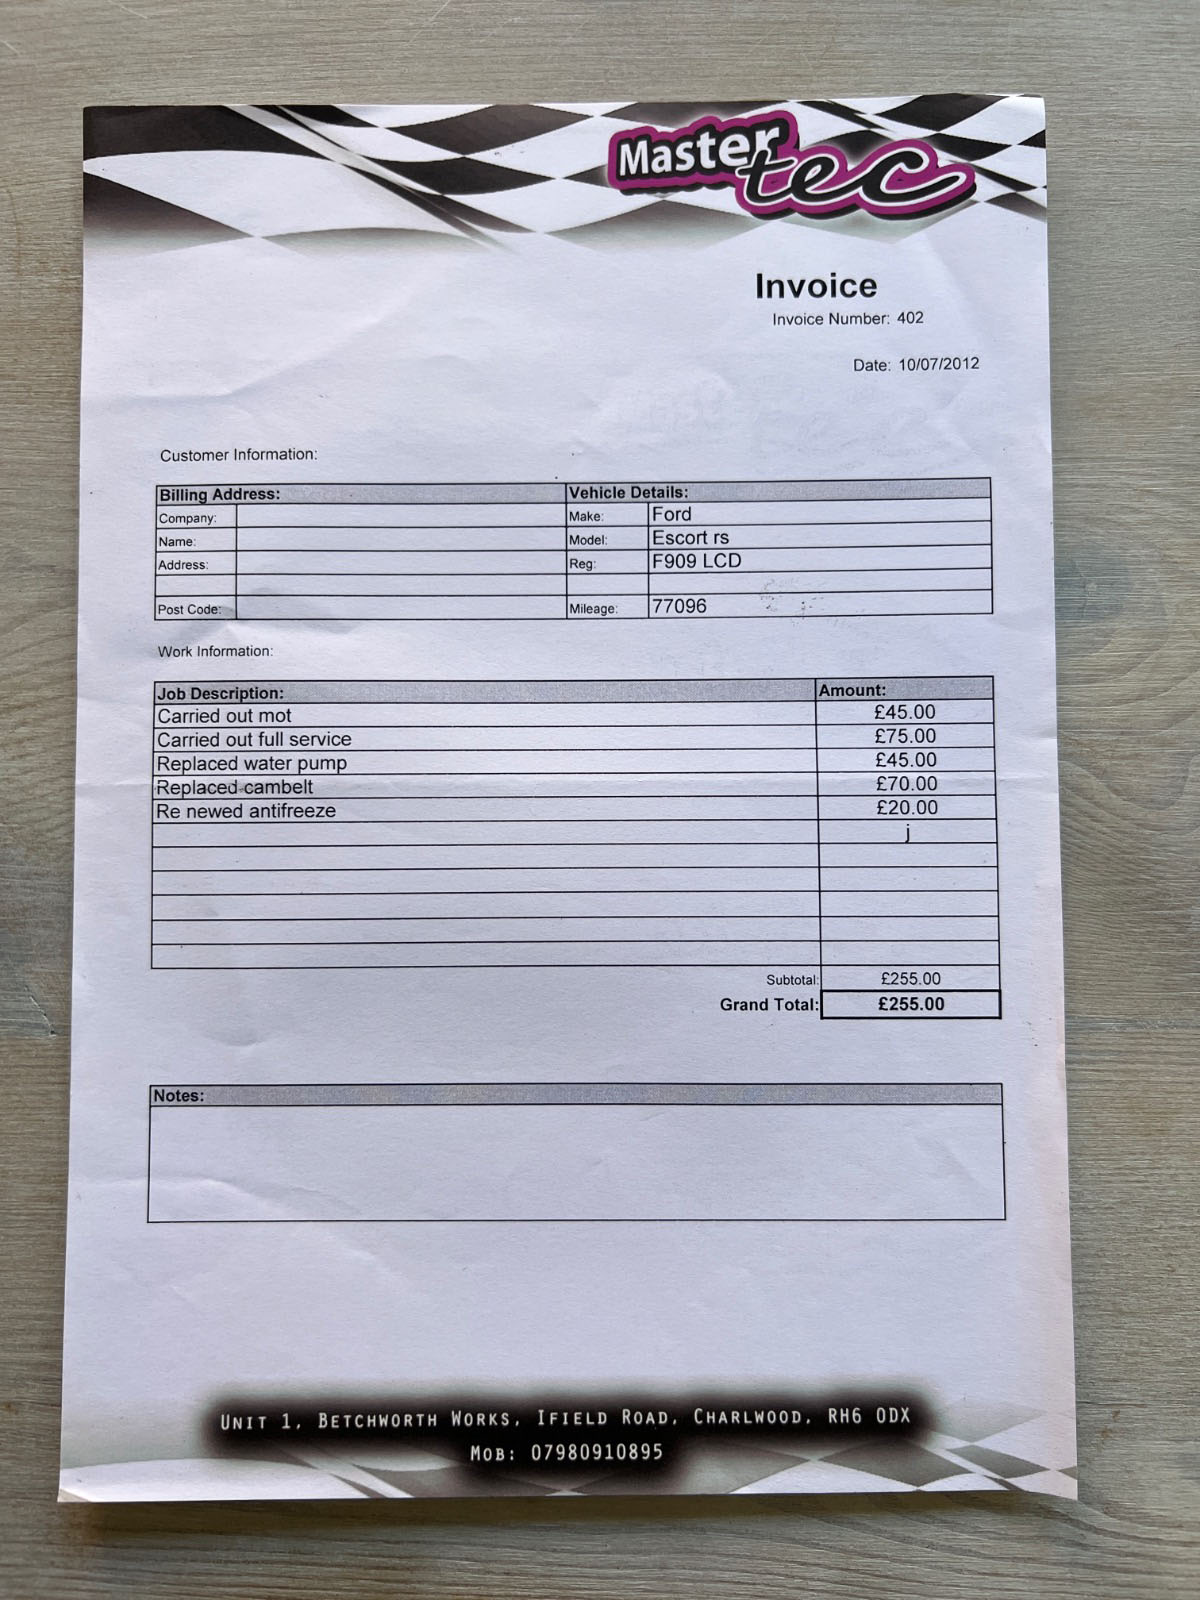 Master tec
Invoice
Invoice Number: 402
Date: 10/07/2012
Customer Information:
Billing Address: Vehicle Details:
Company: Make: Ford
Name: Model: Escort rs
Address: Reg: F909 LCD
Post Code: Mileage: 77096
Work Information:
Job Description: Amount:
Carried out mot £45.00
Carried out full service £75.00
Replaced water pump £45.00
Replaced cambelt £70.00
Re newed antifreeze £20.00
j
Subtotal: £255.00
Grand Total: £255.00
Notes:
UNIT 1, BETCHWORTH WORKS, IFIELD ROAD, CHARLWOOD, RH6 0DX
MOB: 07980910895